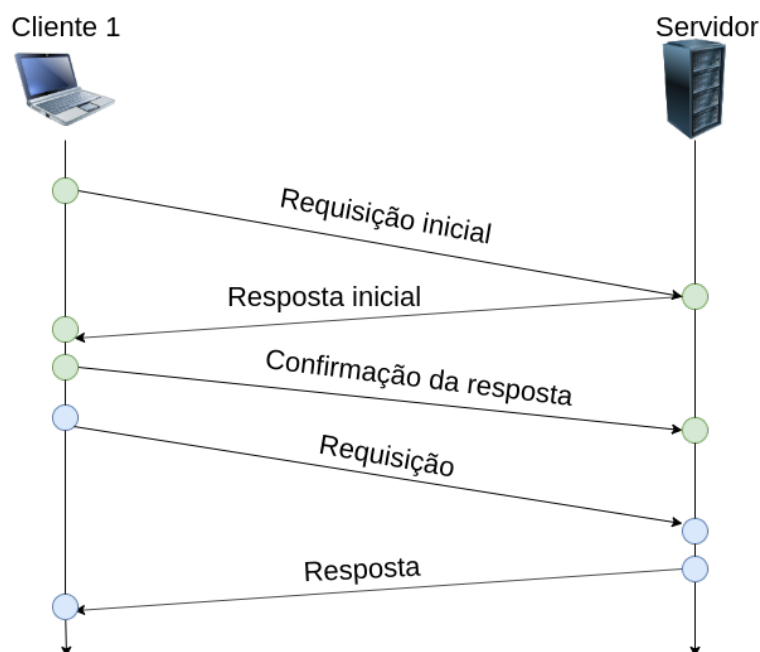 Cliente 1
Servidor
Requisição inicial
Resposta inicial
Confirmação da resposta
Requisição
Resposta